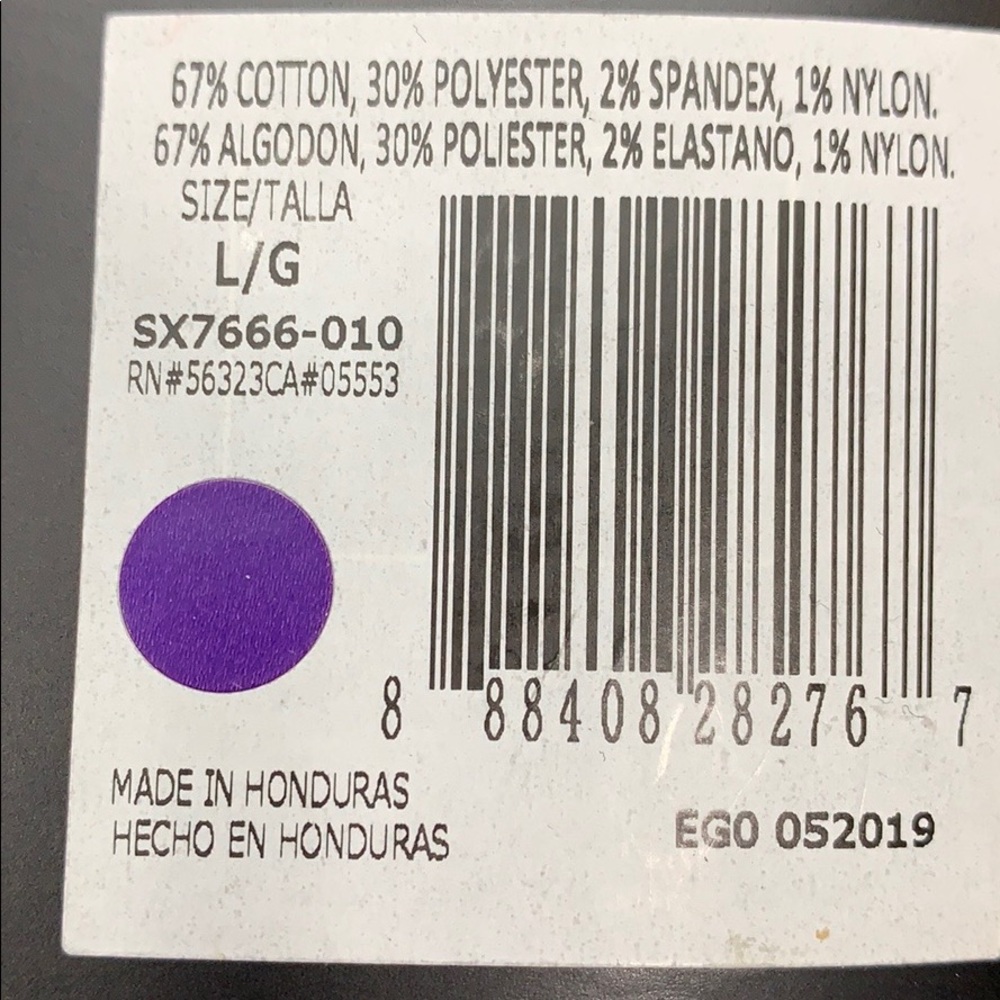 67% COTTON, 30% POLYESTER, 2% SPANDEX, 1% NYLON.
67% ALGODON, 30% POLIESTER, 2% ELASTANO, 1% NYLON.
SIZE/TALLA
L/G
SX7666-010
RN#56323CA#05553
8 88408 28276 7
MADE IN HONDURAS
HECHO EN HONDURAS
EGO 052019